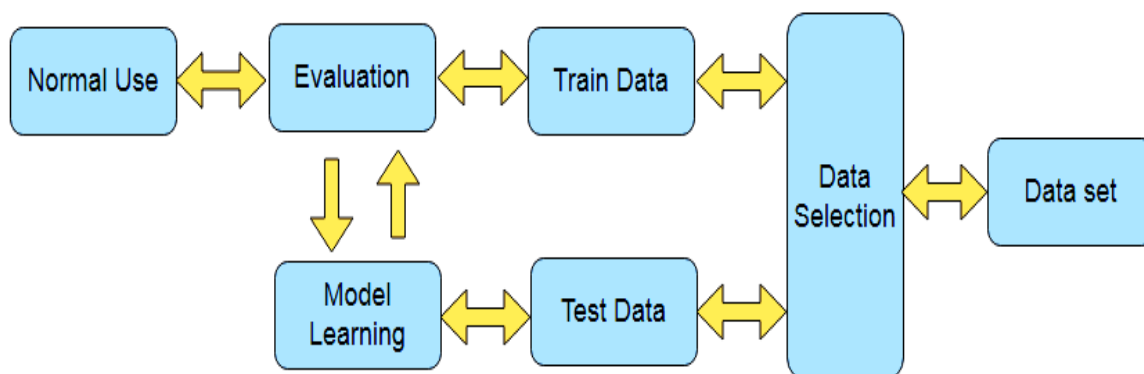 Normal Use
Evaluation
Train Data
Data
Selection
Data set
Model
Learning
Test Data